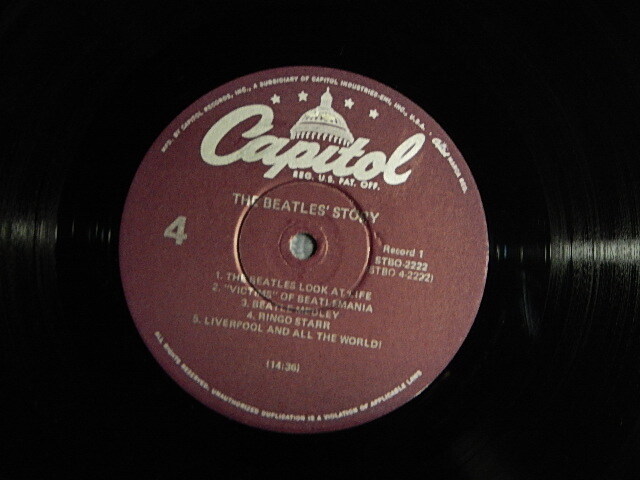 MFD. BY CAPITOL RECORDS, INC., A SUBSIDIARY OF CAPITOL INDUSTRIES-EMI, INC., U.S.A. · Capitol MARCA REG.
Capitol
REG. U.S. PAT. OFF.
THE BEATLES' STORY
4
Record 1
STBO-2222
(STBO 4-2222)
1. THE BEATLES LOOK AT LIFE
2. "VICTIMS" OF BEATLEMANIA
3. BEATLE MEDLEY
4. RINGO STARR
5. LIVERPOOL AND ALL THE WORLD!
(14:36)
ALL RIGHTS RESERVED. UNAUTHORIZED DUPLICATION IS A VIOLATION OF APPLICABLE LAWS